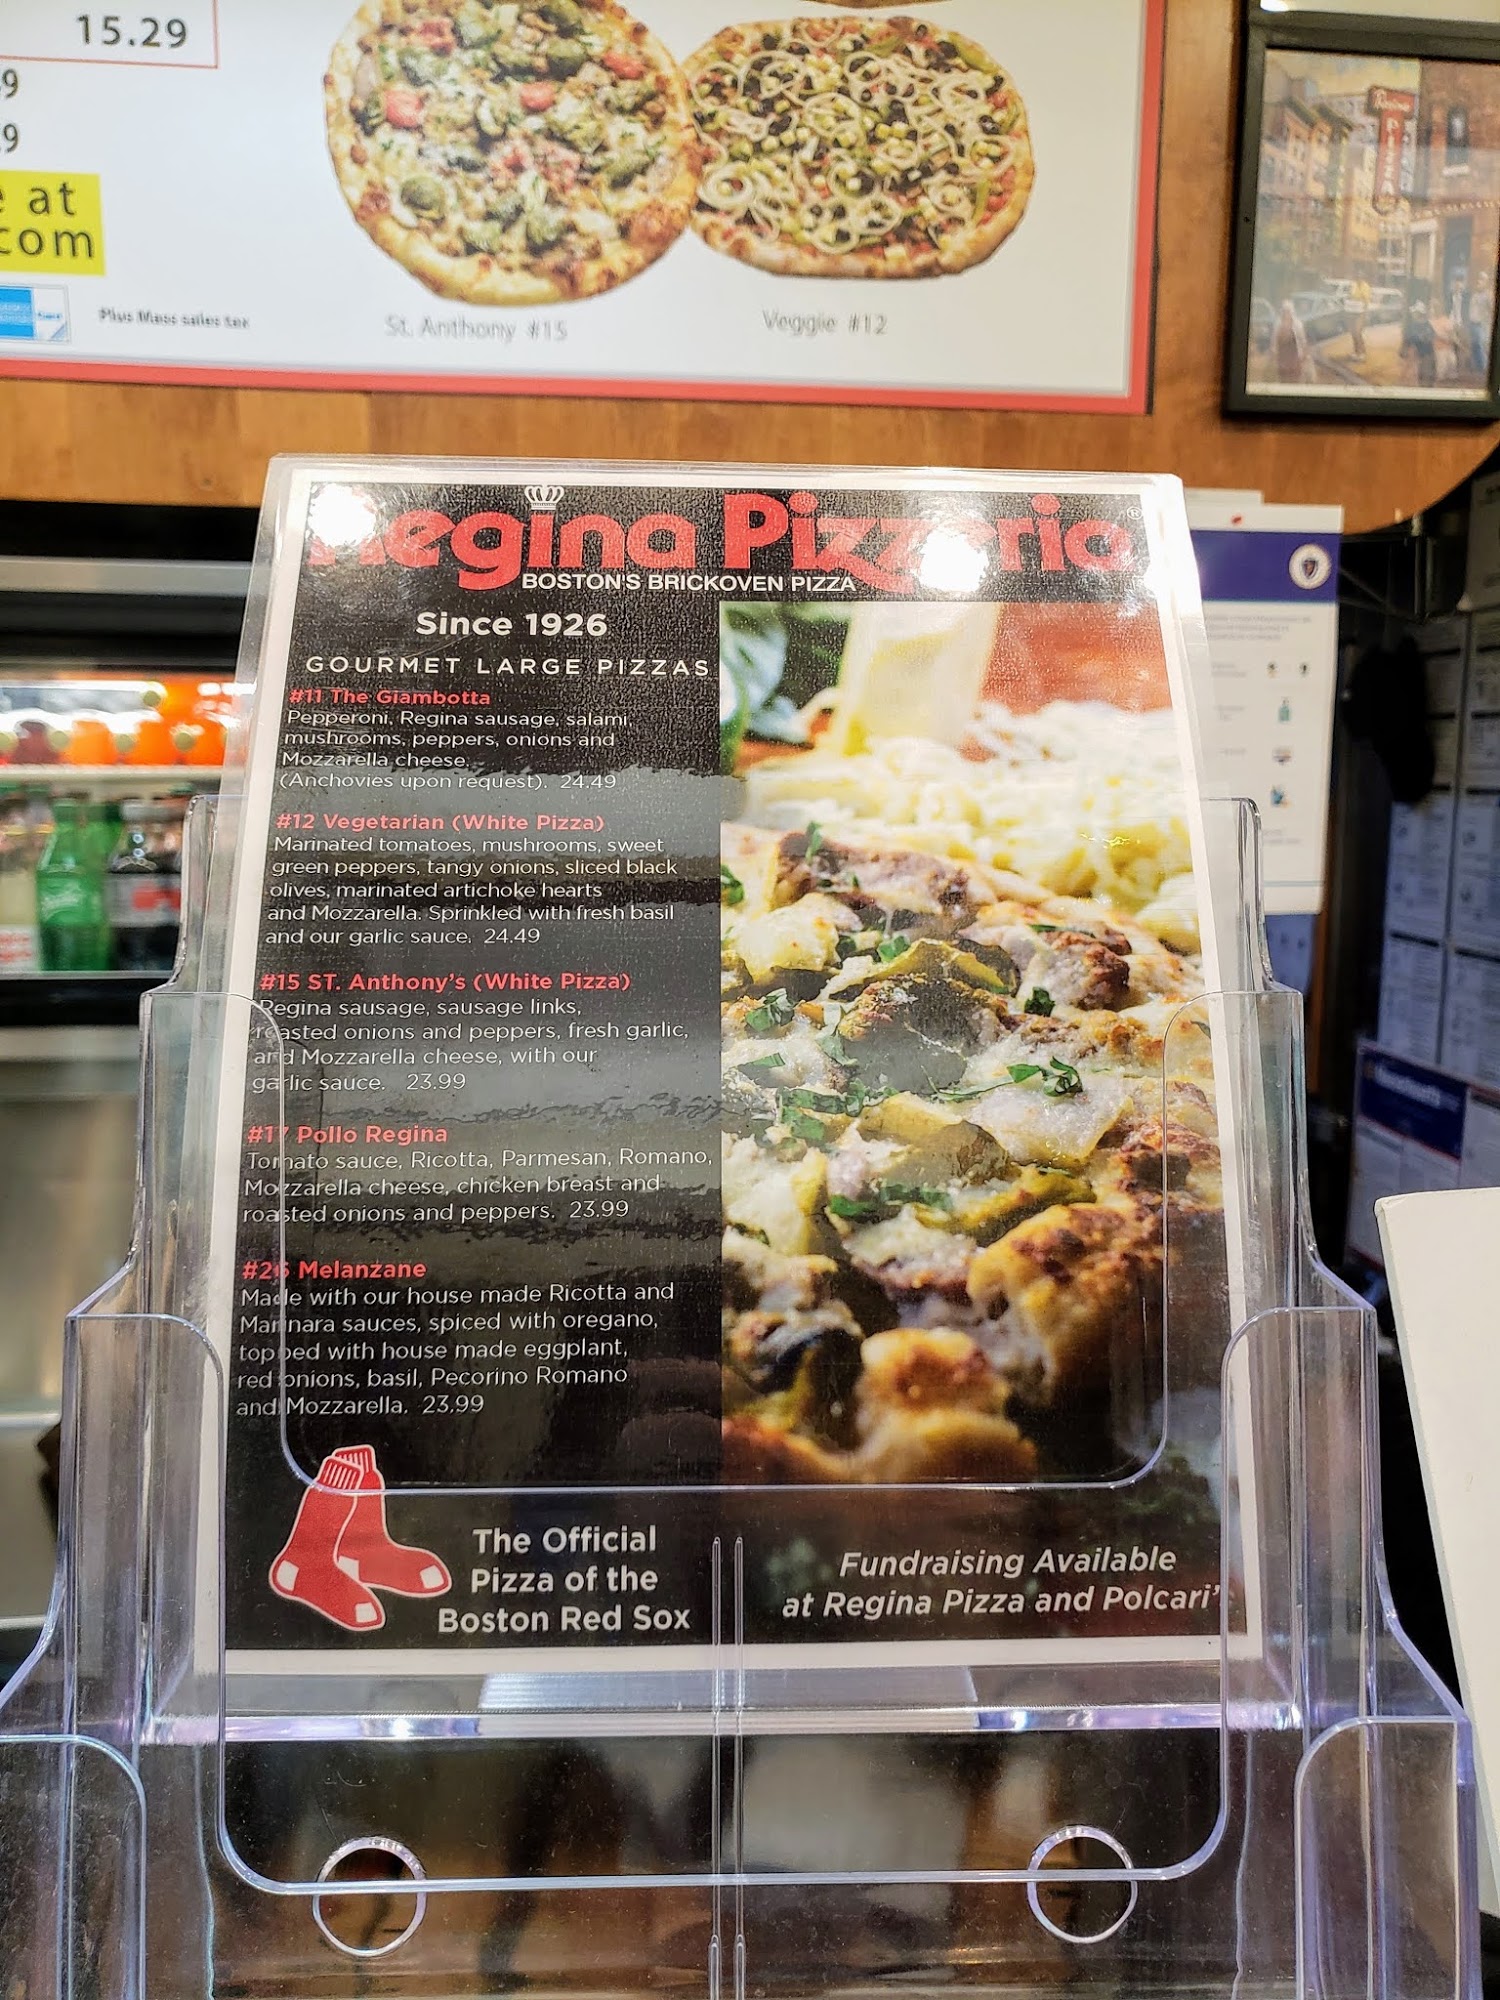 15.29
at
com
Plus Mass sales tax
St. Anthony #15
Veggie #12
PIZZA
Regina Pizzeria®
BOSTON'S BRICKOVEN PIZZA
Since 1926
GOURMET LARGE PIZZAS
#11 The Giambotta
Pepperoni, Regina sausage, salami,
mushrooms, peppers, onions and
Mozzarella cheese.
(Anchovies upon request). 24.49
#12 Vegetarian (White Pizza)
Marinated tomatoes, mushrooms, sweet
green peppers, tangy onions, sliced black
olives, marinated artichoke hearts
and Mozzarella. Sprinkled with fresh basil
and our garlic sauce. 24.49
#15 ST. Anthony's (White Pizza)
Regina sausage, sausage links,
roasted onions and peppers, fresh garlic,
and Mozzarella cheese, with our
garlic sauce. 23.99
#17 Pollo Regina
Tomato sauce, Ricotta, Parmesan, Romano,
Mozzarella cheese, chicken breast and
roasted onions and peppers. 23.99
#26 Melanzane
Made with our house made Ricotta and
Marinara sauces, spiced with oregano,
topped with house made eggplant,
red onions, basil, Pecorino Romano
and Mozzarella. 23.99
The Official
Pizza of the
Boston Red Sox
Fundraising Available
at Regina Pizza and Polcari'